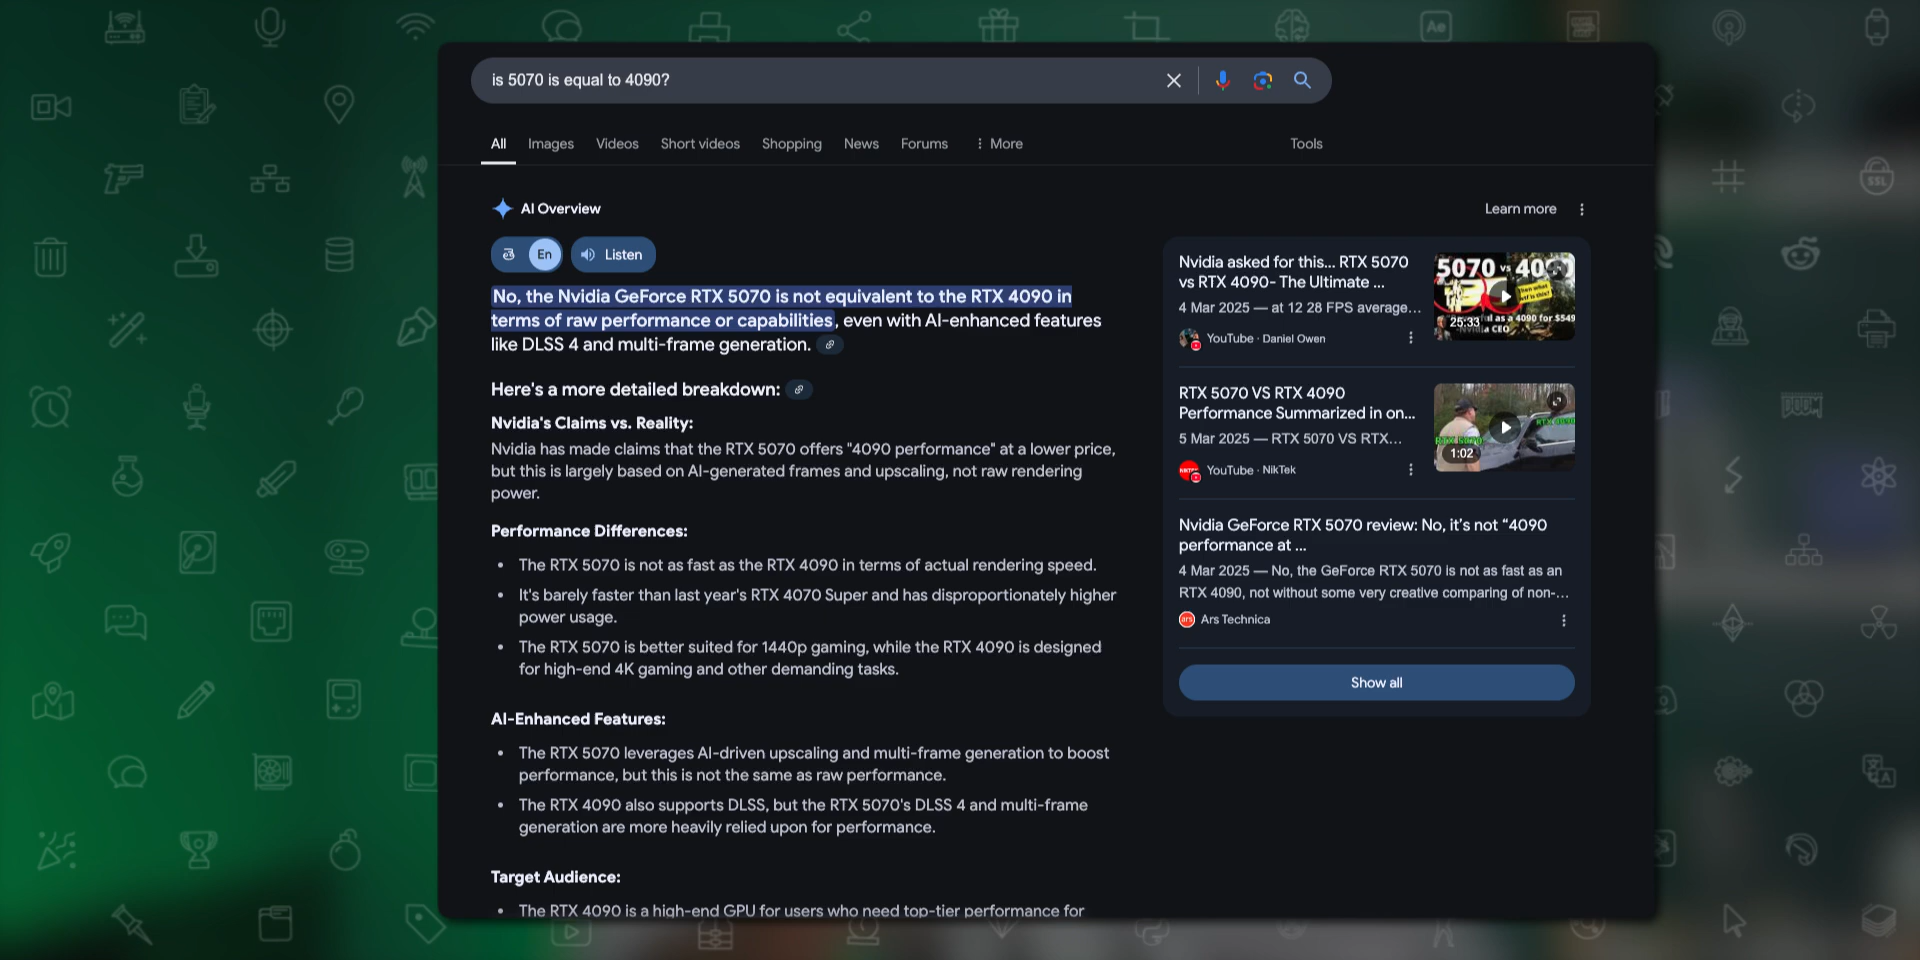 is 5070 is equal to 4090?
All Images Videos Short videos Shopping News Forums More Tools
AI Overview
Learn more
En Listen
No, the Nvidia GeForce RTX 5070 is not equivalent to the RTX 4090 in
terms of raw performance or capabilities, even with AI-enhanced features
like DLSS 4 and multi-frame generation.
Here's a more detailed breakdown:
Nvidia's Claims vs. Reality:
Nvidia has made claims that the RTX 5070 offers "4090 performance" at a lower price,
but this is largely based on AI-generated frames and upscaling, not raw rendering
power.
Performance Differences:
• The RTX 5070 is not as fast as the RTX 4090 in terms of actual rendering speed.
• It's barely faster than last year's RTX 4070 Super and has disproportionately higher
power usage.
• The RTX 5070 is better suited for 1440p gaming, while the RTX 4090 is designed
for high-end 4K gaming and other demanding tasks.
AI-Enhanced Features:
• The RTX 5070 leverages AI-driven upscaling and multi-frame generation to boost
performance, but this is not the same as raw performance.
• The RTX 4090 also supports DLSS, but the RTX 5070's DLSS 4 and multi-frame
generation are more heavily relied upon for performance.
Target Audience:
• The RTX 4090 is a high-end GPU for users who need top-tier performance for
Nvidia asked for this... RTX 5070
vs RTX 4090- The Ultimate ...
4 Mar 2025 — at 12 28 FPS average...
YouTube · Daniel Owen
5070 vs
25:33
CEO
RTX 5070 VS RTX 4090
Performance Summarized in on...
5 Mar 2025 — RTX 5070 VS RTX...
YouTube · NikTek
RTX 5070
RTX 4090
1:02
Nvidia GeForce RTX 5070 review: No, it's not “4090
performance at ...
4 Mar 2025 — No, the GeForce RTX 5070 is not as fast as an
RTX 4090, not without some very creative comparing of non-...
ars
Ars Technica
Show all
Ae
SSL
DOOM